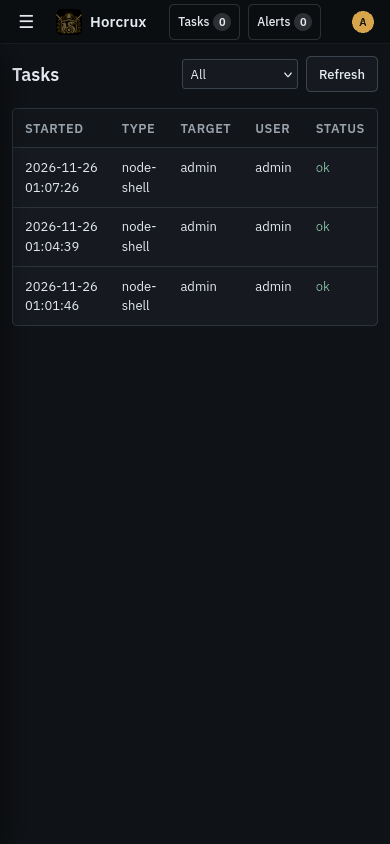 ☰ Horcrux Tasks 0 Alerts 0 A
Tasks All Refresh
STARTED TYPE TARGET USER STATUS
2026-11-26 node- admin admin ok
01:07:26 shell
2026-11-26 node- admin admin ok
01:04:39 shell
2026-11-26 node- admin admin ok
01:01:46 shell